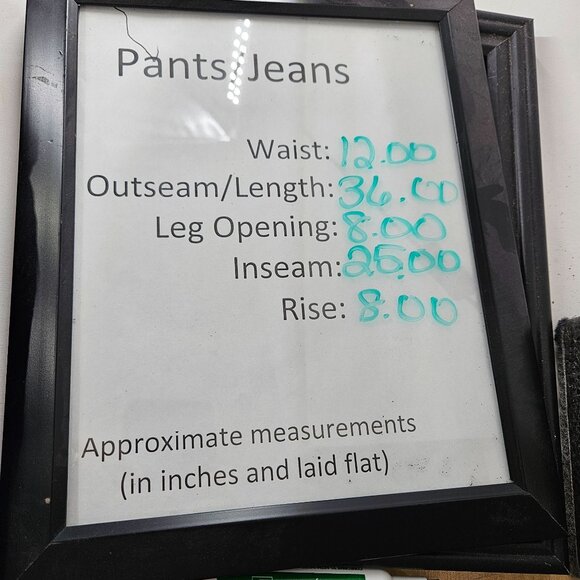 Pants/Jeans
Waist: 12.00
Outseam/Length: 36.00
Leg Opening: 8.00
Inseam: 26.00
Rise: 8.00
Approximate measurements
(in inches and laid flat)